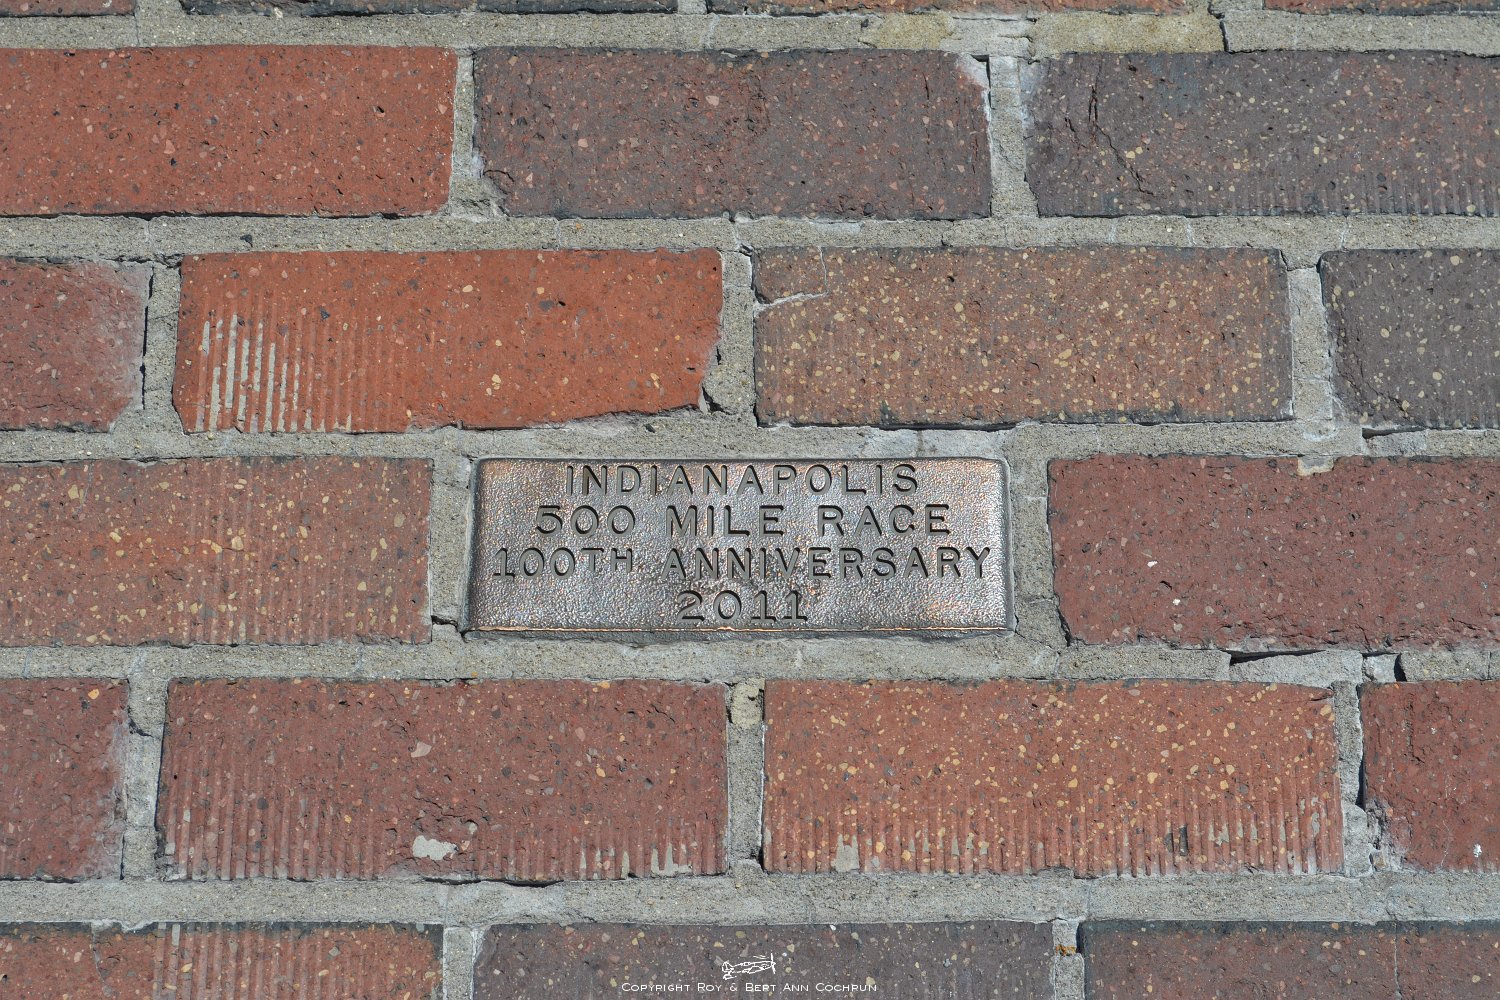 INDIANAPOLIS
500 MILE RACE
100TH ANNIVERSARY
2011
Copyright Roy & Bert Ann Cochrun